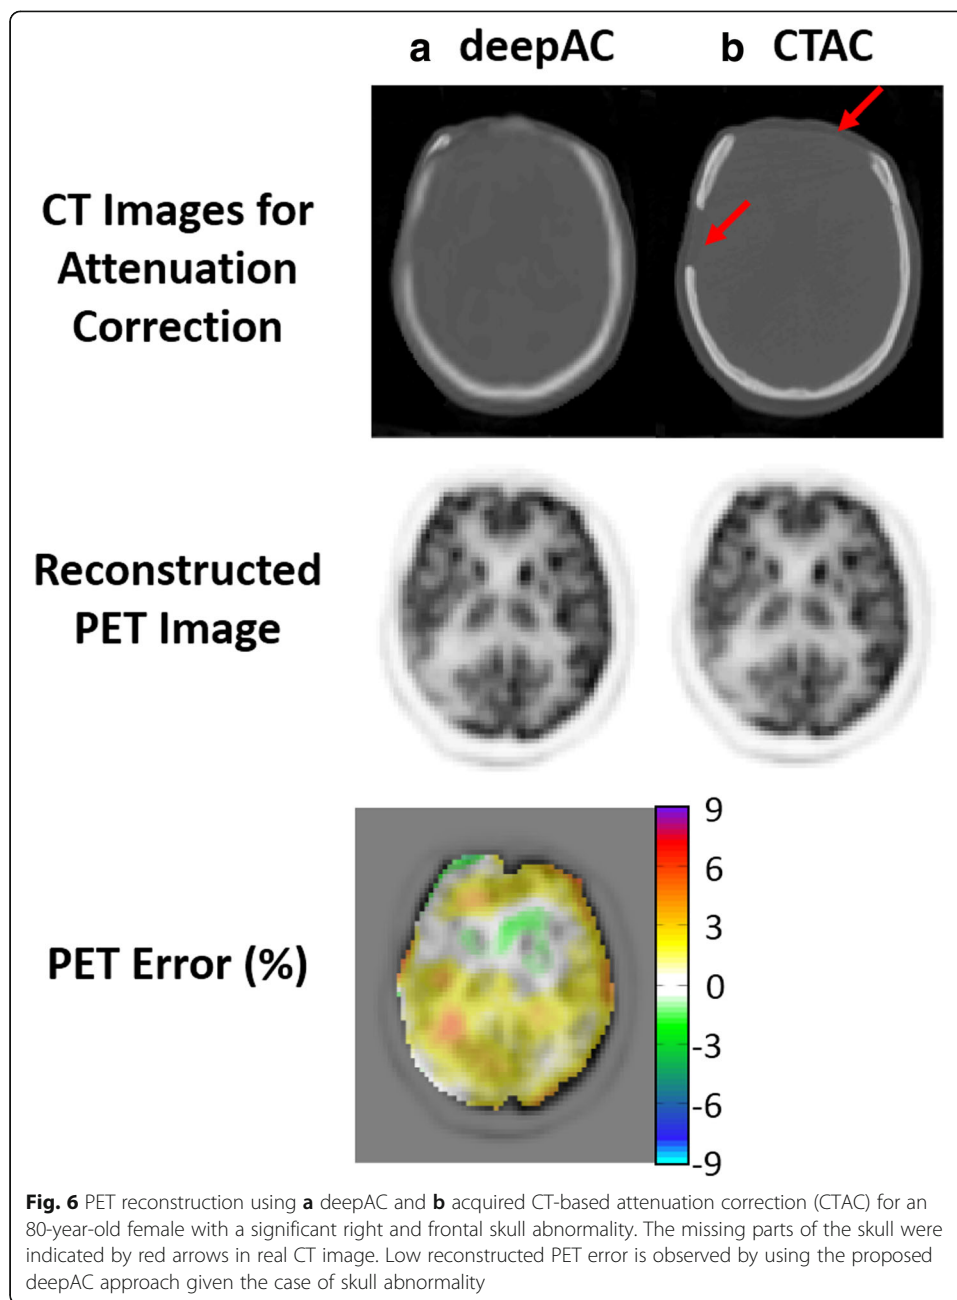 a deepAC b CTAC
CT Images for
Attenuation
Correction
Reconstructed
PET Image
PET Error (%)
9
6
3
0
-3
-6
-9
Fig. 6 PET reconstruction using a deepAC and b acquired CT-based attenuation correction (CTAC) for an
80-year-old female with a significant right and frontal skull abnormality. The missing parts of the skull were
indicated by red arrows in real CT image. Low reconstructed PET error is observed by using the proposed
deepAC approach given the case of skull abnormality